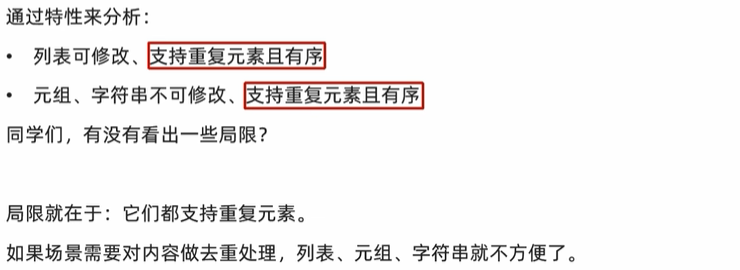 通过特性来分析：
• 列表可修改、支持重复元素且有序
• 元组、字符串不可修改、支持重复元素且有序
同学们，有没有看出一些局限？
局限就在于：它们都支持重复元素。
如果场景需要对内容做去重处理，列表、元组、字符串就不方便了。